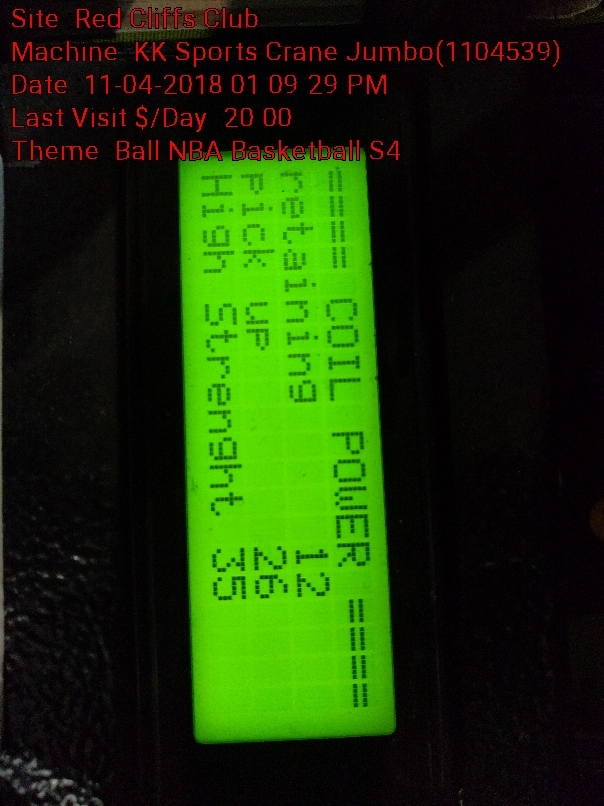 Site Red Cliffs Club
Machine KK Sports Crane Jumbo(1104539)
Date 11-04-2018 01 09 29 PM
Last Visit $/Day 20 00
Theme Ball NBA Basketball S4
==== COIL POWER ====
retaining 12
Pick UP 26
High Strenght 35